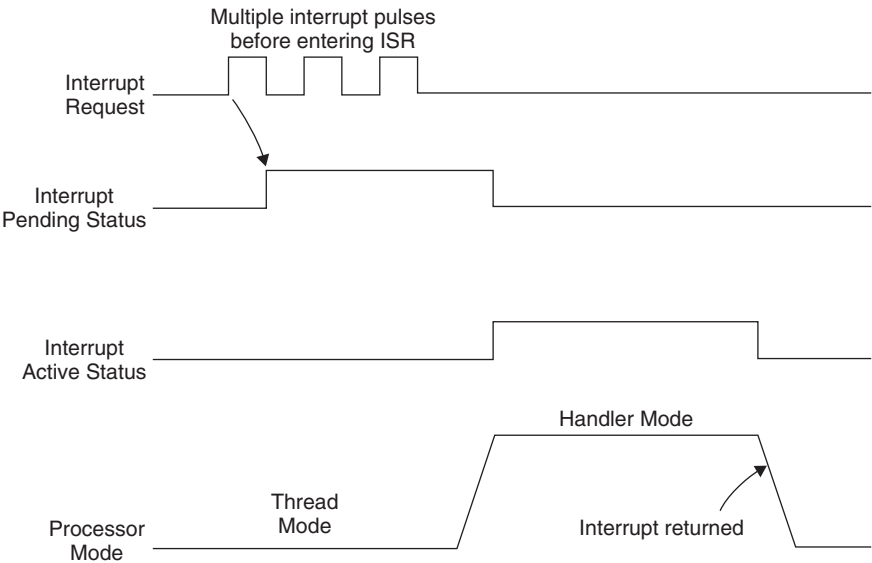 Multiple interrupt pulses
before entering ISR
Interrupt
Request
Interrupt
Pending Status
Interrupt
Active Status
Handler Mode
Thread
Mode
Interrupt returned
Processor
Mode